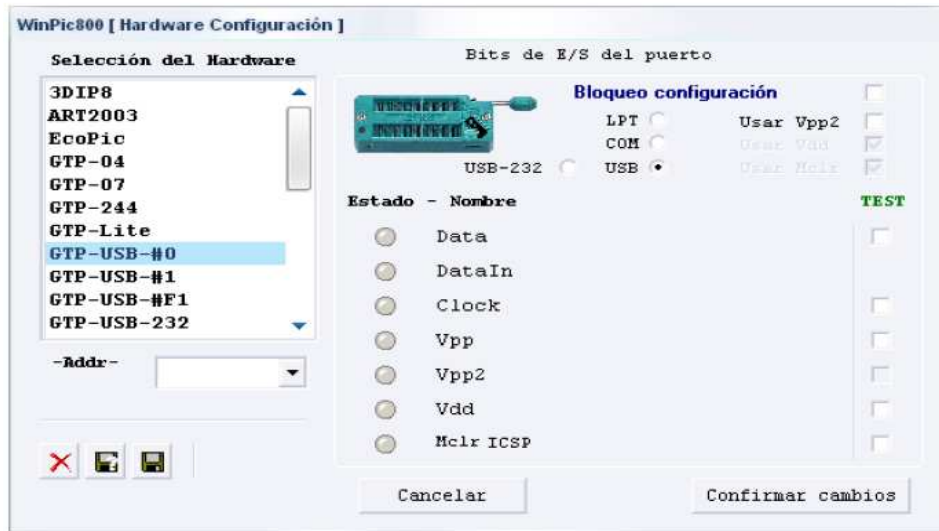 WinPic800 [ Hardware Configuración ]
Selección del Hardware
3DIP8
ART2003
EcoPic
GTP-04
GTP-07
GTP-244
GTP-Lite
GTP-USB-#0
GTP-USB-#1
GTP-USB-#F1
GTP-USB-232
-Addr-
Bits de E/S del puerto
Bloqueo configuración
LPT Usar Vpp2
COM Usar Vdd
USB-232 USB Usar Mclr
Estado - Nombre TEST
Data
DataIn
Clock
Vpp
Vpp2
Vdd
Mclr ICSP
Cancelar Confirmar cambios